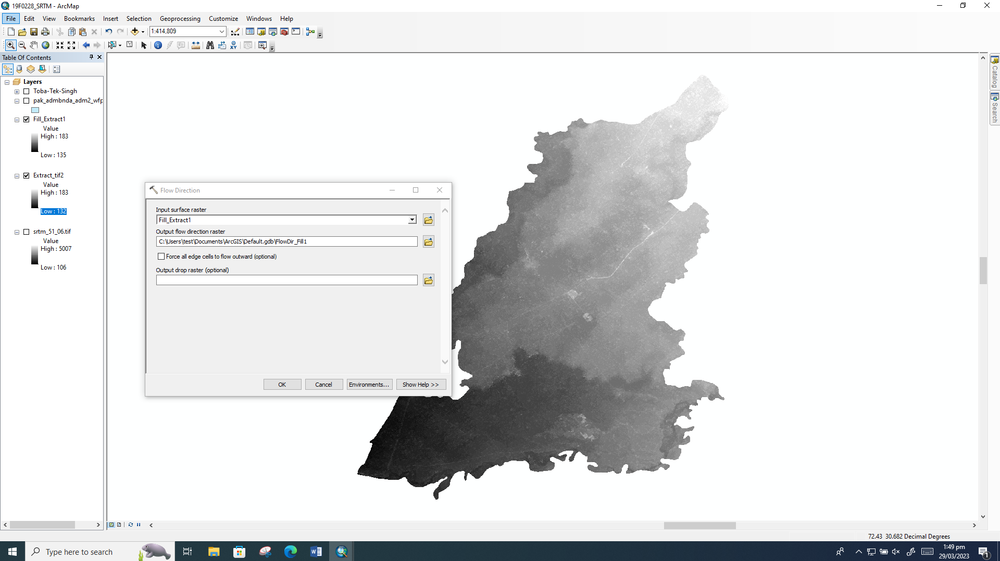 19F0228_SRTM - ArcMap
File Edit View Bookmarks Insert Selection Geoprocessing Customize Windows Help
1:414,809
Table Of Contents
Layers
Toba-Tek-Singh
pak_admbnda_adm2_wfp
Fill_Extract1
Value
High : 183
Low : 135
Extract_tif2
Value
High : 183
Low : 132
srtm_51_06.tif
Value
High : 5007
Low : 106
Flow Direction
Input surface raster
Fill_Extract1
Output flow direction raster
C:\Users\test\Documents\ArcGIS\Default.gdb\FlowDir_Fill1
Force all edge cells to flow outward (optional)
Output drop raster (optional)
OK Cancel Environments... Show Help >>
Catalog
Search
72.43 30.682 Decimal Degrees
Type here to search
1:49 pm
29/03/2023
1